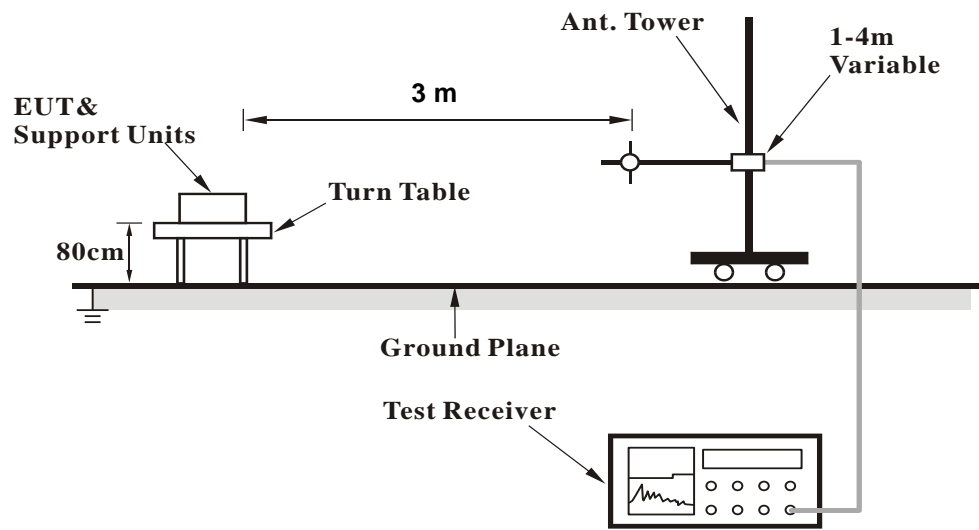 Ant. Tower
1-4m
Variable
3 m
EUT&
Support Units
Turn Table
80cm
Ground Plane
Test Receiver